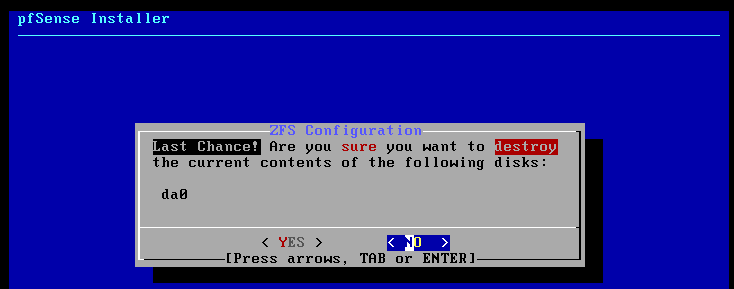 pfSense Installer
ZFS Configuration
Last Chance! Are you sure you want to destroy
the current contents of the following disks:
da0
< YES > < NO >
[Press arrows, TAB or ENTER]